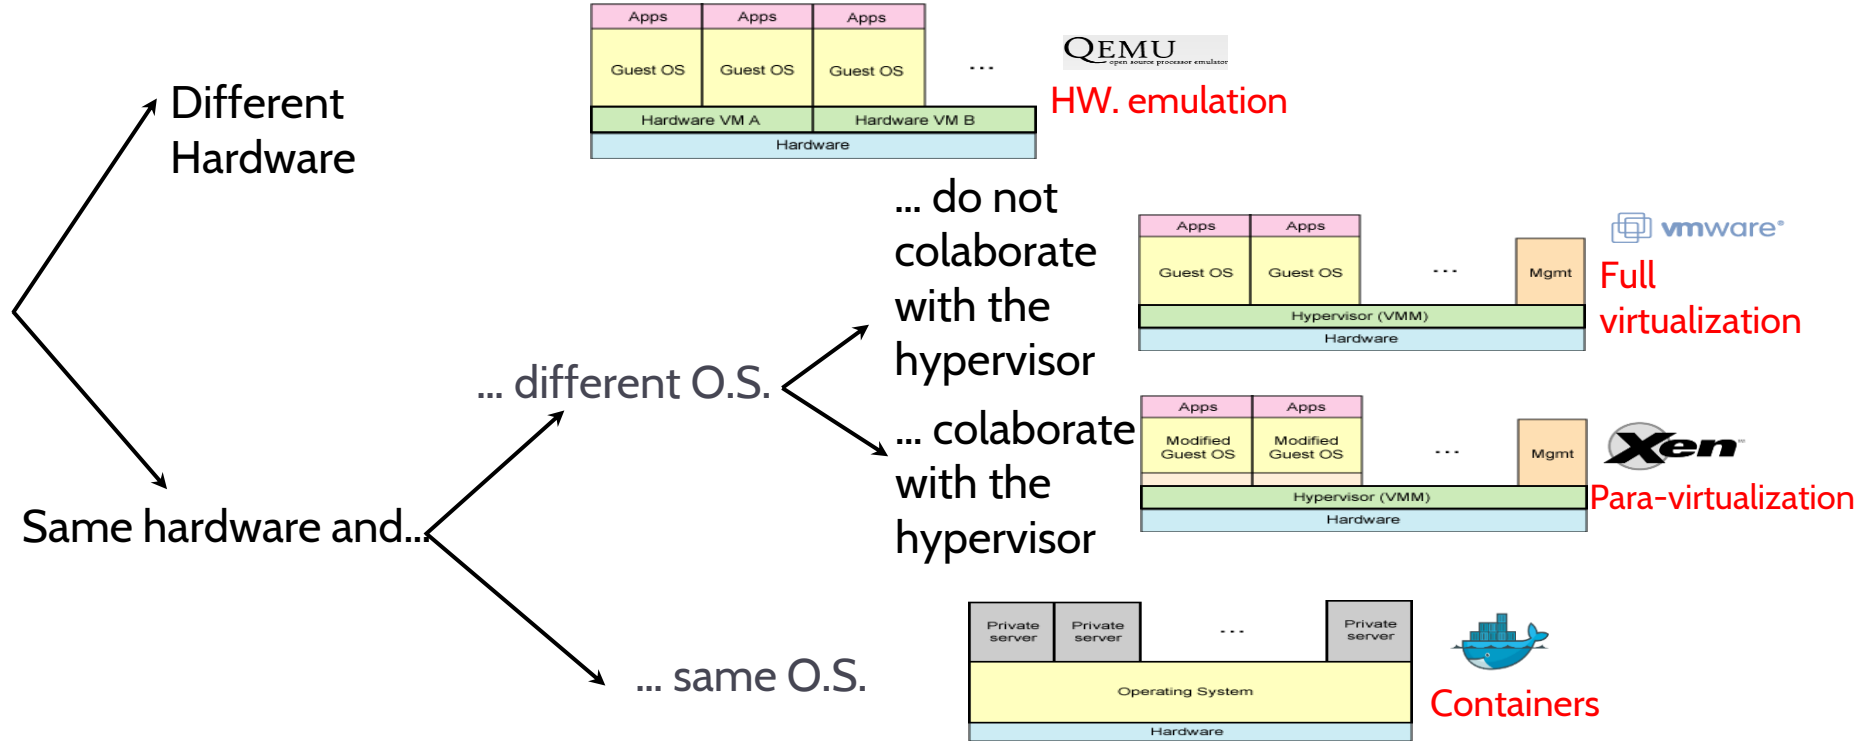 Apps Apps Apps
Guest OS Guest OS Guest OS ...
Hardware VM A Hardware VM B
Hardware
QEMU
open source processor emulator
HW. emulation
Different
Hardware
... do not
colaborate
with the
hypervisor
Apps Apps
Guest OS Guest OS ... Mgmt
Hypervisor (VMM)
Hardware
vmware®
Full
virtualization
... different O.S.
... colaborate
with the
hypervisor
Apps Apps
Modified Modified
Guest OS Guest OS ... Mgmt
Hypervisor (VMM)
Hardware
Xen™
Para-virtualization
Same hardware and...
... same O.S.
Private Private ... Private
server server server
Operating System
Hardware
Containers